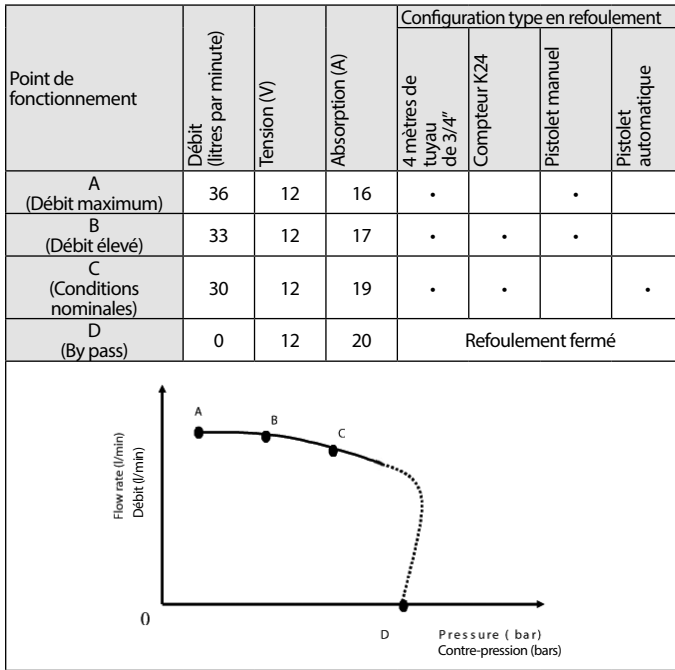 Configuration type en refoulement
Point de
fonctionnement
Débit
(litres par minute)
Tension (V)
Absorption (A)
4 mètres de
tuyau
de 3/4"
Compteur K24
Pistolet manuel
Pistolet
automatique
A
(Débit maximum)
36
12
16
•
•
B
(Débit élevé)
33
12
17
•
•
•
C
(Conditions
nominales)
30
12
19
•
•
•
D
(By pass)
0
12
20
Refoulement fermé
A
B
C
Flow rate (l/min)
Débit (l/min)
0
D
Pressure ( bar)
Contre-pression (bars)